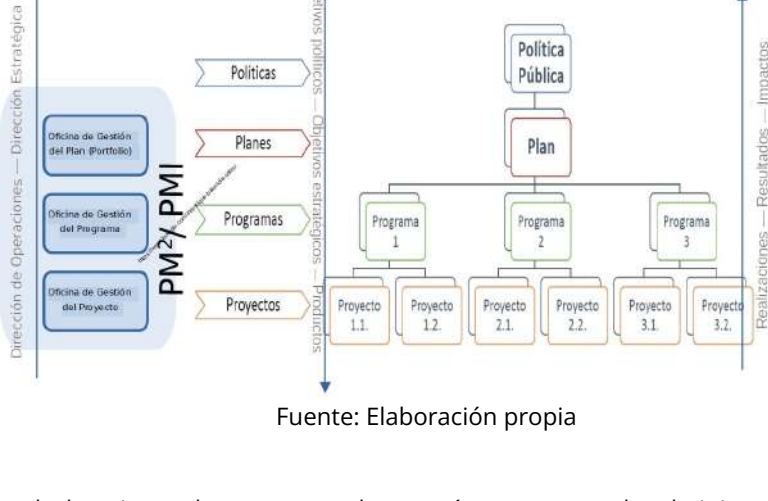 Dirección de Operaciones — Dirección Estratégica
Oficina de Gestión
del Plan (Portfolio)
Oficina de Gestión
del Programa
Oficina de Gestión
del Proyecto
PM²/ PMI
Políticas
Planes
Programas
Proyectos
políticos — Objetivos estratégicos — Productos
Política
Pública
Plan
Programa
1
Programa
2
Programa
3
Proyecto
1.1.
Proyecto
1.2.
Proyecto
2.1.
Proyecto
2.2.
Proyecto
3.1.
Proyecto
3.2.
Realizaciones — Resultados — Impactos
Fuente: Elaboración propia